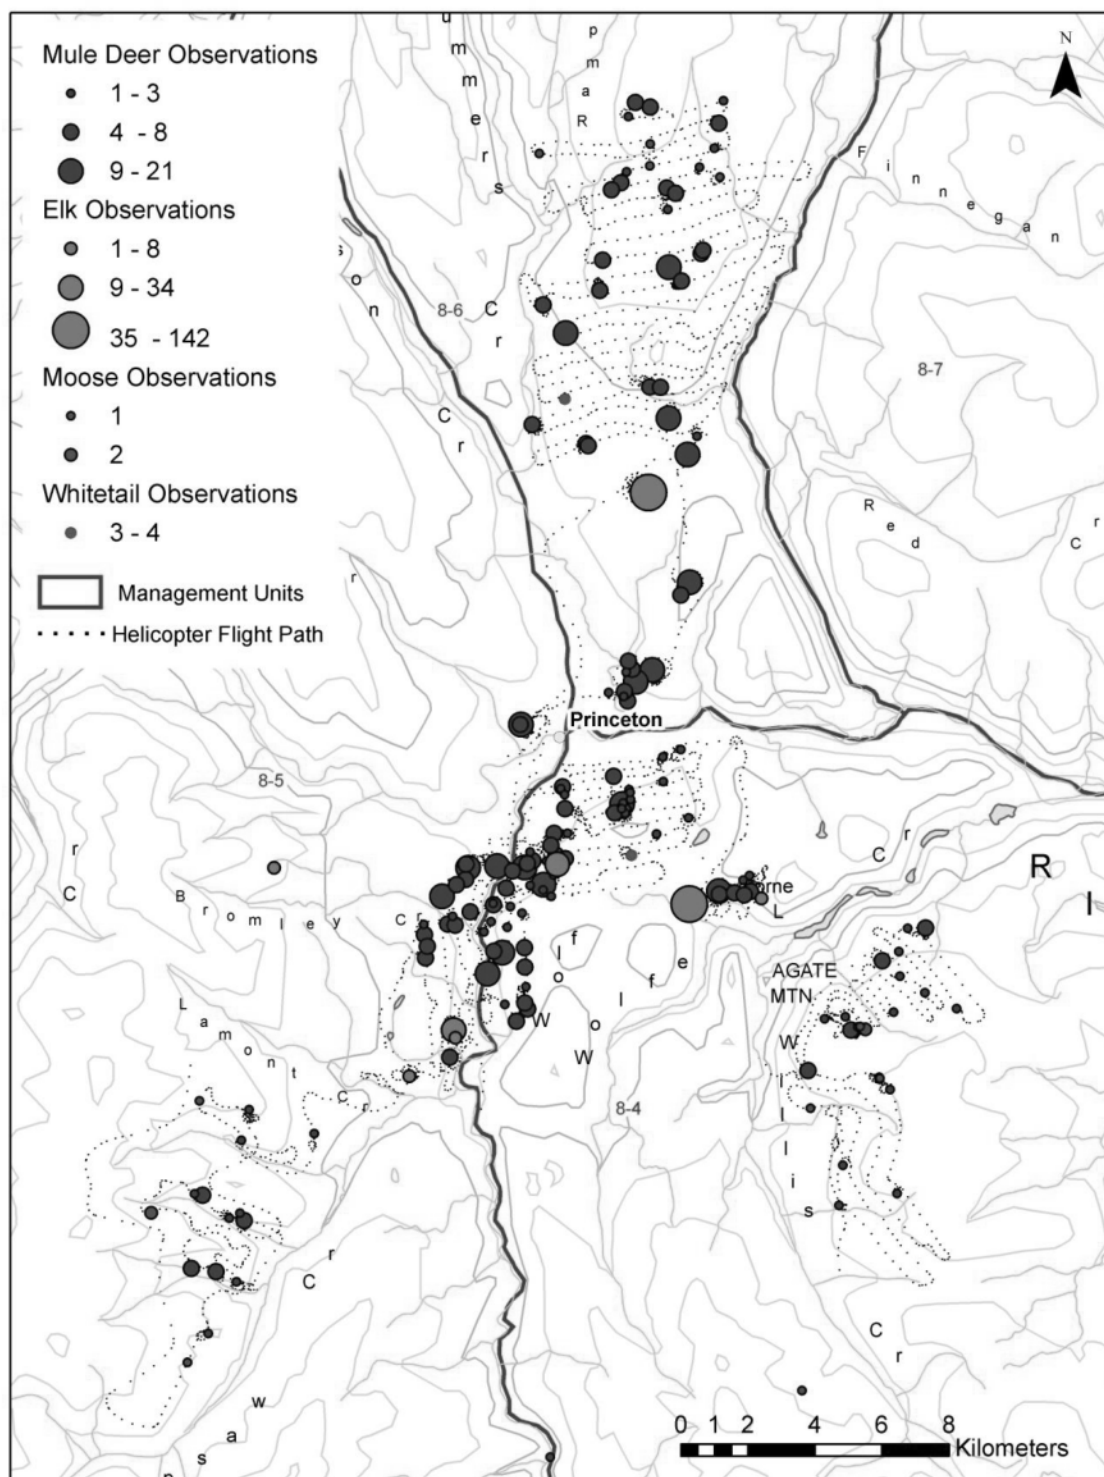 Mule Deer Observations
1 - 3
4 - 8
9 - 21
Elk Observations
1 - 8
9 - 34
35 - 142
Moose Observations
1
2
Whitetail Observations
3 - 4
Management Units
Helicopter Flight Path
N
u m m e r s C r
p m a R
s o n C r
F i n n e g a n
8-6
8-7
R e d C r
r
Princeton
8-5
r C
B r o m l e y C r
C r
orne
L
R I
f l o W
e f l o W
AGATE
MTN
L a m o n t C r
W i l l i s C r
8-4
r C
w a s p
0 1 2 4 6 8
Kilometers